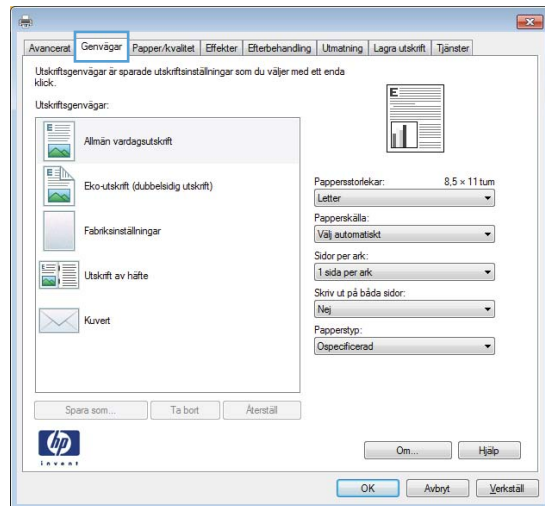 Avancerat Genvägar Papper/kvalitet Effekter Efterbehandling Utmatning Lagra utskrift Tjänster
Utskriftsgenvägar är sparade utskriftsinställningar som du väljer med ett enda
klick.
Utskriftsgenvägar:
E
Allmän vardagsutskrift
E
Eko-utskrift (dubbelsidig utskrift)
Fabriksinställningar
E
Utskrift av häfte
Kuvert
Spara som... Ta bort Återställ
E
Pappersstorlekar: 8,5 × 11 tum
Letter
Papperskälla:
Välj automatiskt
Sidor per ark:
1 sida per ark
Skriv ut på båda sidor:
Nej
Papperstyp:
Ospecificerad
hp
invent
Om... Hjälp
OK Avbryt Verkställ